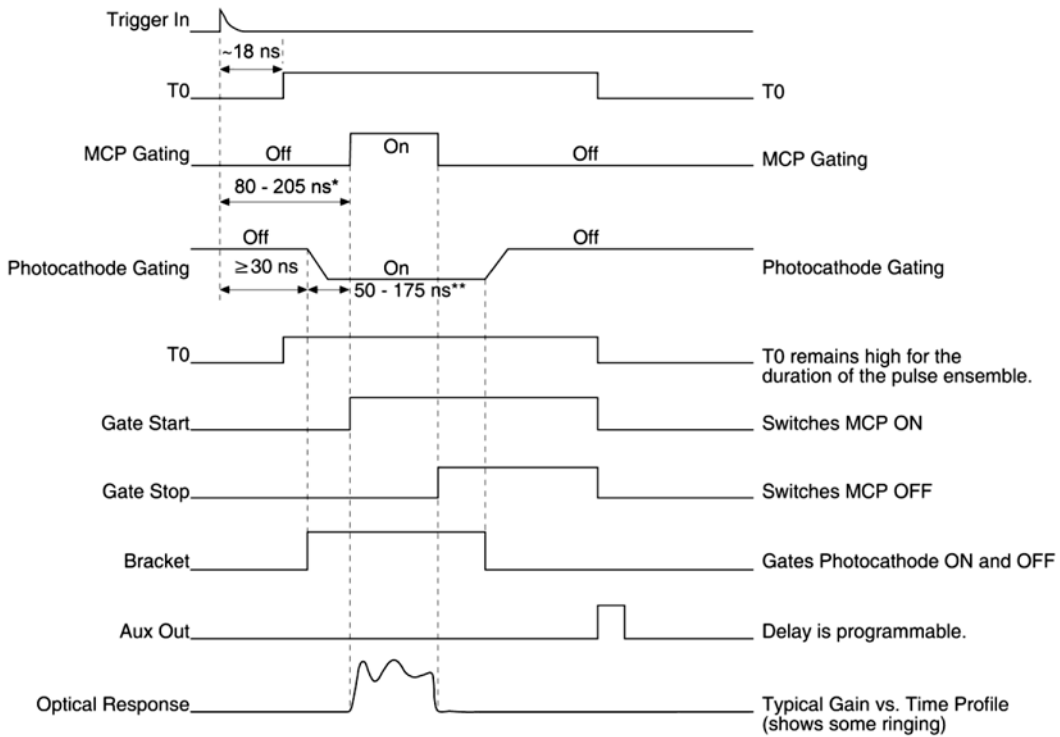 Trigger In
~18 ns
T0
T0
MCP Gating
Off
On
Off
MCP Gating
80 - 205 ns*
Off
Off
Photocathode Gating
≥30 ns
On
50 - 175 ns**
Photocathode Gating
T0
T0 remains high for the
duration of the pulse ensemble.
Gate Start
Switches MCP ON
Gate Stop
Switches MCP OFF
Bracket
Gates Photocathode ON and OFF
Aux Out
Delay is programmable.
Optical Response
Typical Gain vs. Time Profile
(shows some ringing)